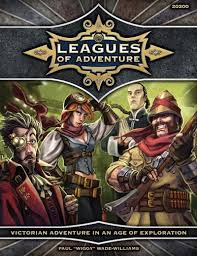 20200
LEAGUES
OF ADVENTURE
VICTORIAN ADVENTURE IN AN AGE OF EXPLORATION
PAUL "WIGGY" WADE-WILLIAMS